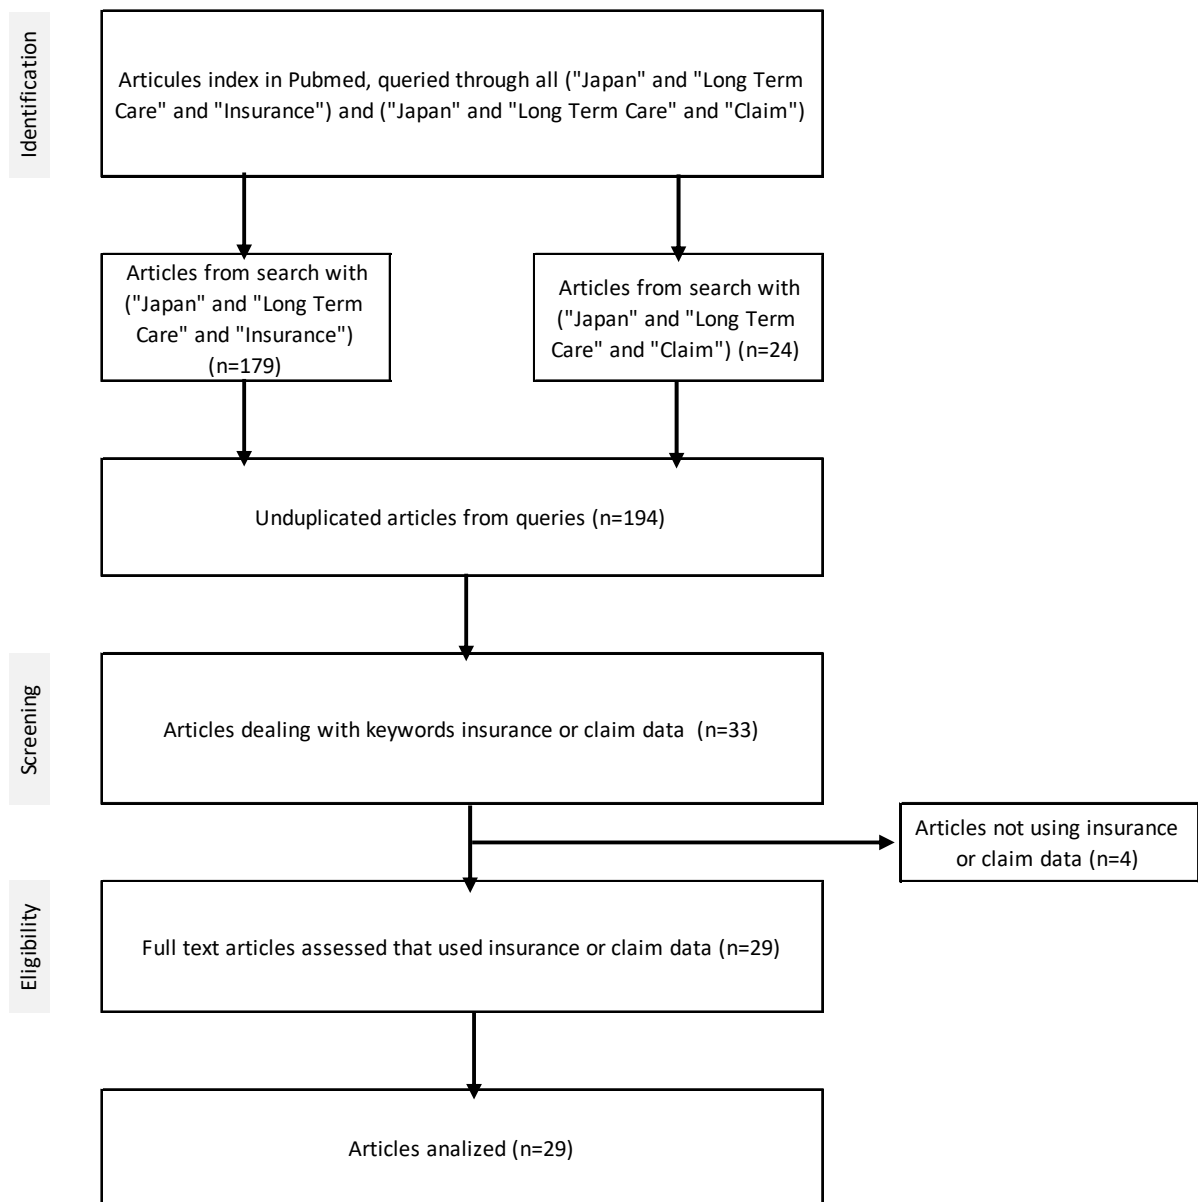 Identification
Articules index in Pubmed, queried through all ("Japan" and "Long Term
Care" and "Insurance") and ("Japan" and "Long Term Care" and "Claim")
Articles from search with
("Japan" and "Long Term
Care" and "Insurance")
(n=179)
Articles from search with
("Japan" and "Long Term
Care" and "Claim") (n=24)
Unduplicated articles from queries (n=194)
Screening
Articles dealing with keywords insurance or claim data (n=33)
Articles not using insurance
or claim data (n=4)
Eligibility
Full text articles assessed that used insurance or claim data (n=29)
Articles analized (n=29)